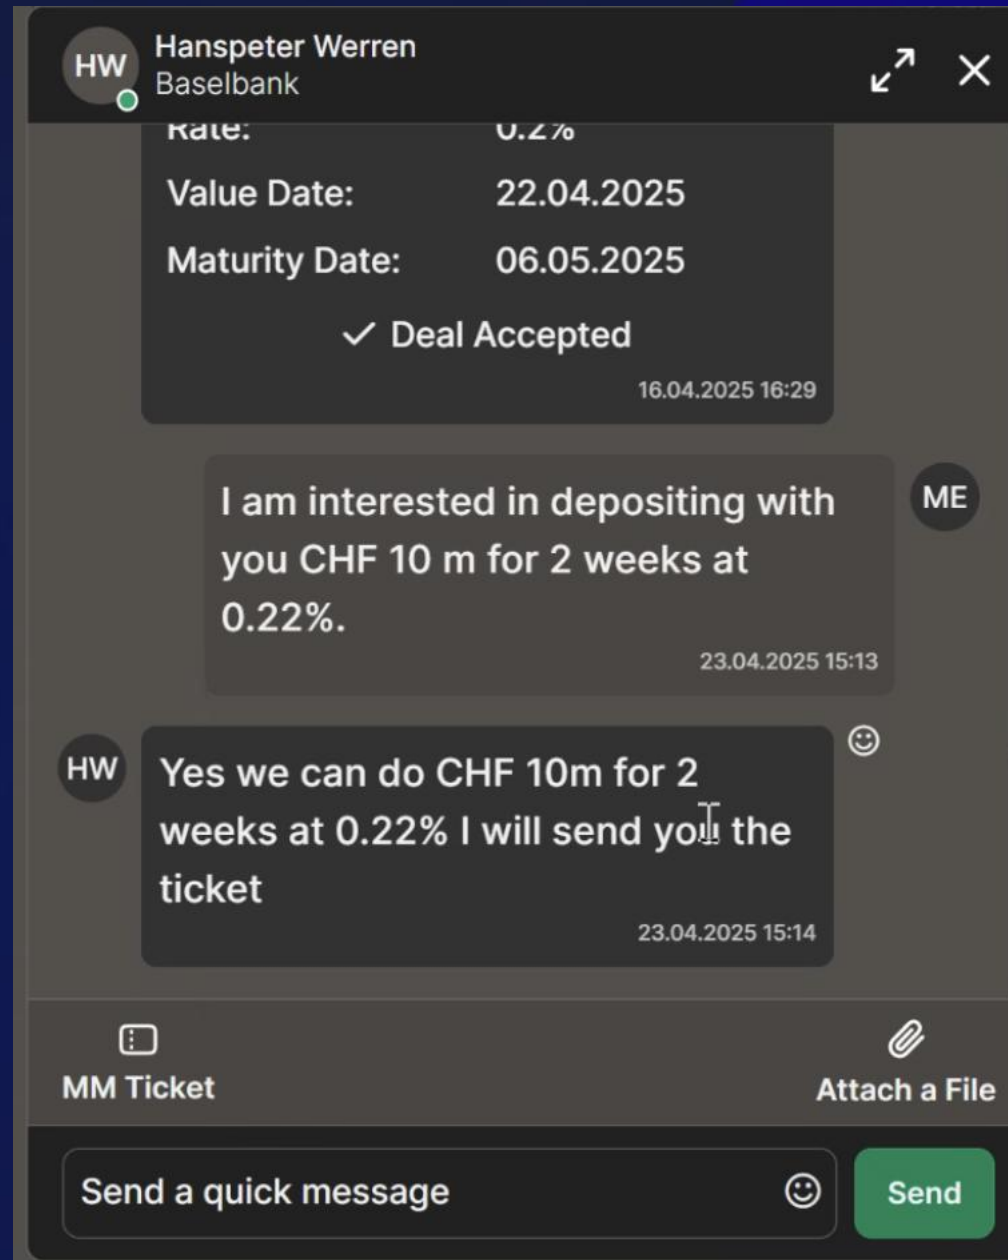 HW
Hanspeter Werren
Baselbank
Rate: 0.2%
Value Date: 22.04.2025
Maturity Date: 06.05.2025
Deal Accepted
16.04.2025 16:29
I am interested in depositing with
you CHF 10 m for 2 weeks at
0.22%.
23.04.2025 15:13
ME
HW
Yes we can do CHF 10m for 2
weeks at 0.22% I will send you the
ticket
23.04.2025 15:14
MM Ticket
Attach a File
Send a quick message
Send